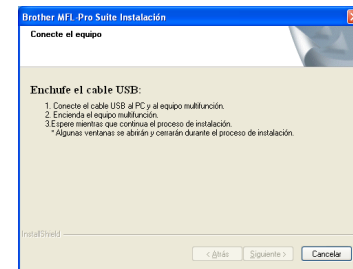 Brother MFL-Pro Suite Instalación
Conecte el equipo
Enchufe el cable USB:
1. Conecte el cable USB al PC y al equipo multifunción.
2. Encienda el equipo multifunción.
3.Espere mientras que continua el proceso de instalación.
* Algunas ventanas se abrirán y cerrarán durante el proceso de instalación.
InstallShield
< Atrás
Siguiente >
Cancelar